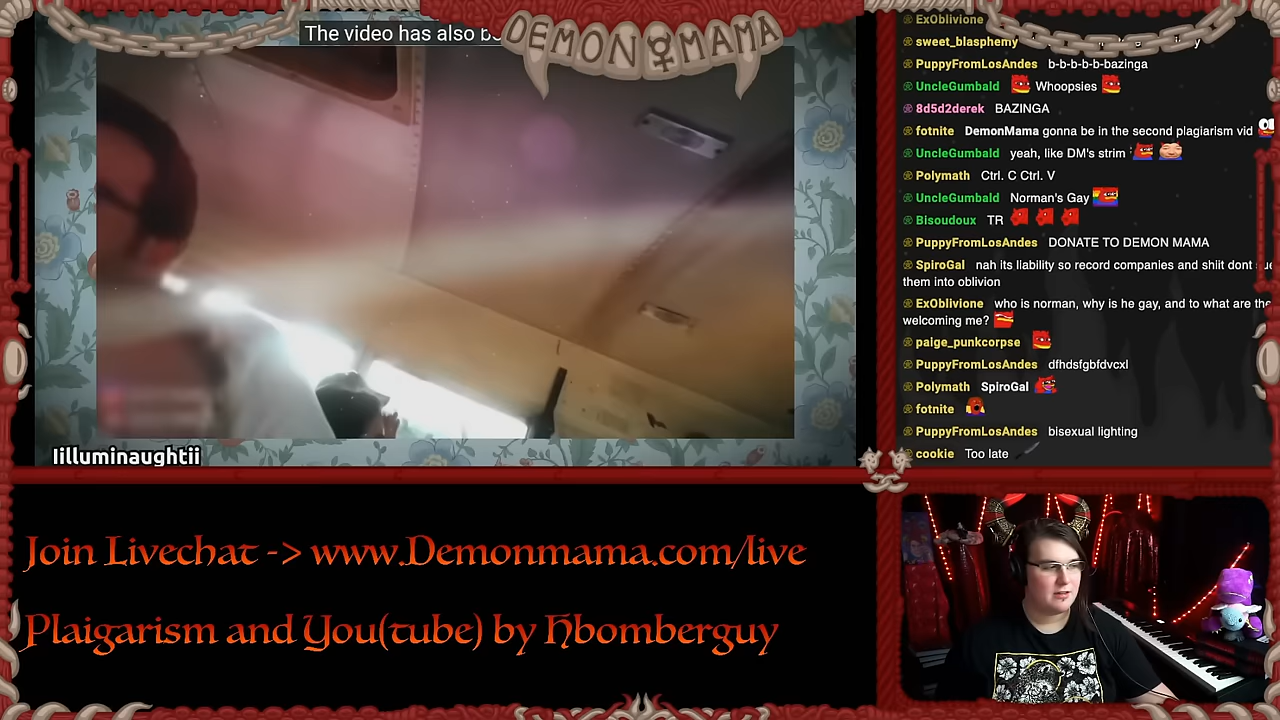 The video has also be
DEMON MAMA
ExOblivione
sweet_blasphemy
PuppyFromLosAndes b-b-b-b-b-bazinga
UncleGumbald Whoopsies
8d5d2derek BAZINGA
fotnite DemonMama gonna be in the second plagiarism vid
UncleGumbald yeah, like DM's strim
Polymath Ctrl. C Ctrl. V
UncleGumbald Norman's Gay
Bisoudoux TR
PuppyFromLosAndes DONATE TO DEMON MAMA
SpiroGal nah its liability so record companies and shiit dont sue
them into oblivion
ExOblivione who is norman, why is he gay, and to what are the
welcoming me?
paige_punkcorpse
PuppyFromLosAndes dfhdsfgbfdvcxl
Polymath SpiroGal
fotnite
PuppyFromLosAndes bisexual lighting
cookie Too late
Iilluminaughtii
Join Livechat -> www.Demonmama.com/live
Plaigarism and You(tube) by Hbomberguy